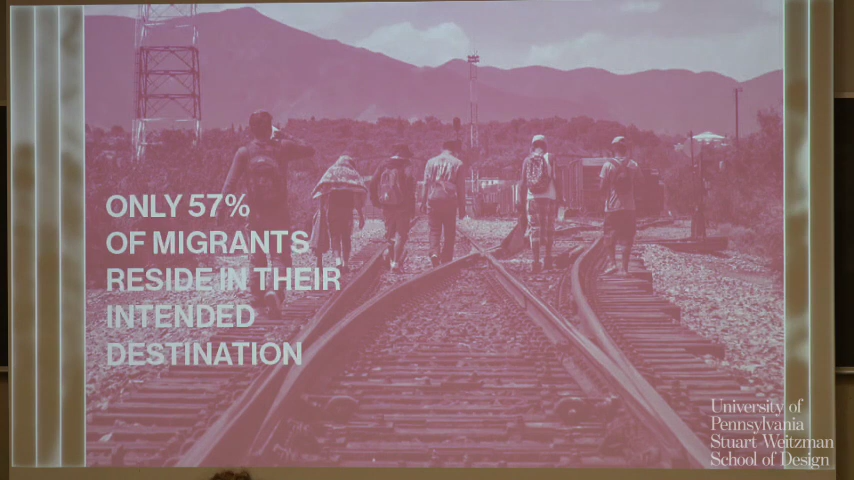 ONLY 57%
OF MIGRANTS
RESIDE IN THEIR
INTENDED
DESTINATION
University of
Pennsylvania
Stuart Weitzman
School of Design